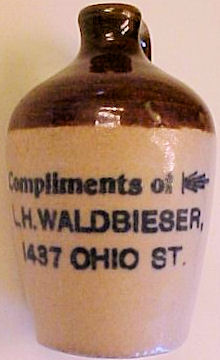 Compliments of
L.H. WALDBIESER,
1437 OHIO ST.